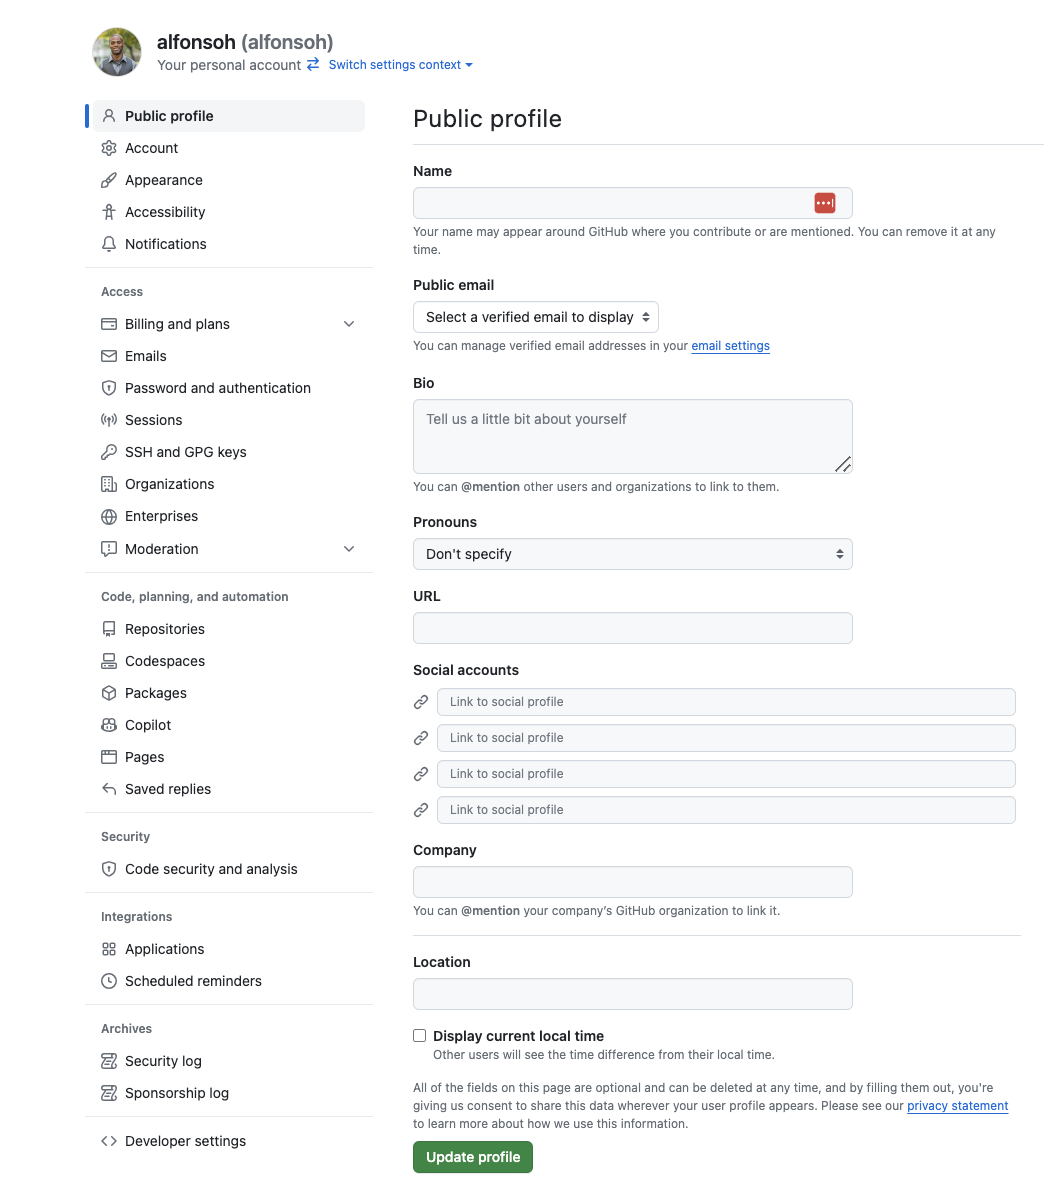 alfonsoh (alfonsoh)
Your personal account Switch settings context
Public profile
Account
Appearance
Accessibility
Notifications
Access
Billing and plans
Emails
Password and authentication
Sessions
SSH and GPG keys
Organizations
Enterprises
Moderation
Code, planning, and automation
Repositories
Codespaces
Packages
Copilot
Pages
Saved replies
Security
Code security and analysis
Integrations
Applications
Scheduled reminders
Archives
Security log
Sponsorship log
Developer settings
Public profile
Name
Your name may appear around GitHub where you contribute or are mentioned. You can remove it at any
time.
Public email
Select a verified email to display
You can manage verified email addresses in your email settings
Bio
Tell us a little bit about yourself
You can @mention other users and organizations to link to them.
Pronouns
Don't specify
URL
Social accounts
Link to social profile
Link to social profile
Link to social profile
Link to social profile
Company
You can @mention your company's GitHub organization to link it.
Location
Display current local time
Other users will see the time difference from their local time.
All of the fields on this page are optional and can be deleted at any time, and by filling them out, you're
giving us consent to share this data wherever your user profile appears. Please see our privacy statement
to learn more about how we use this information.
Update profile